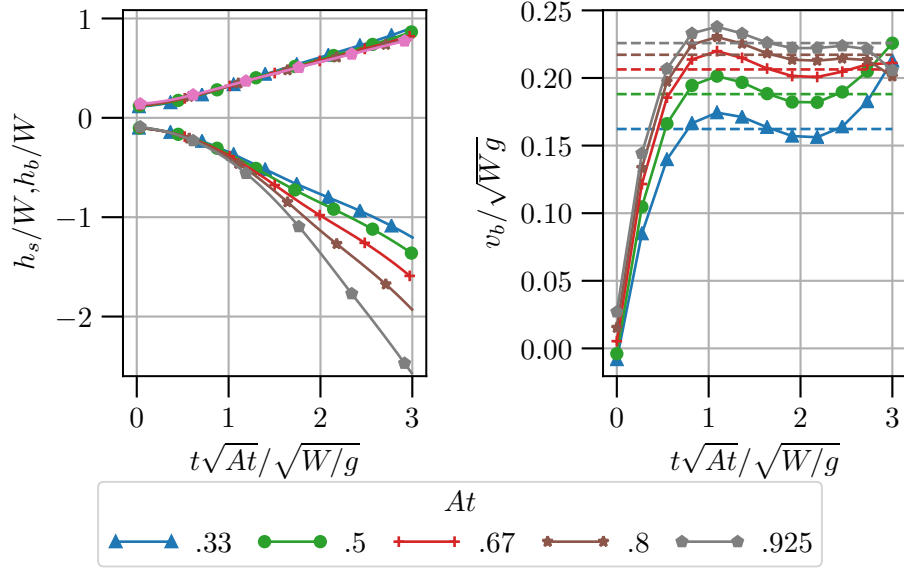 1
0
−1
−2
h_s/W, h_b/W
0 1 2 3
t√At/√W/g
0.25
0.20
0.15
0.10
0.05
0.00
v_b/√Wg
0 1 2 3
t√At/√W/g
At
.33 .5 .67 .8 .925